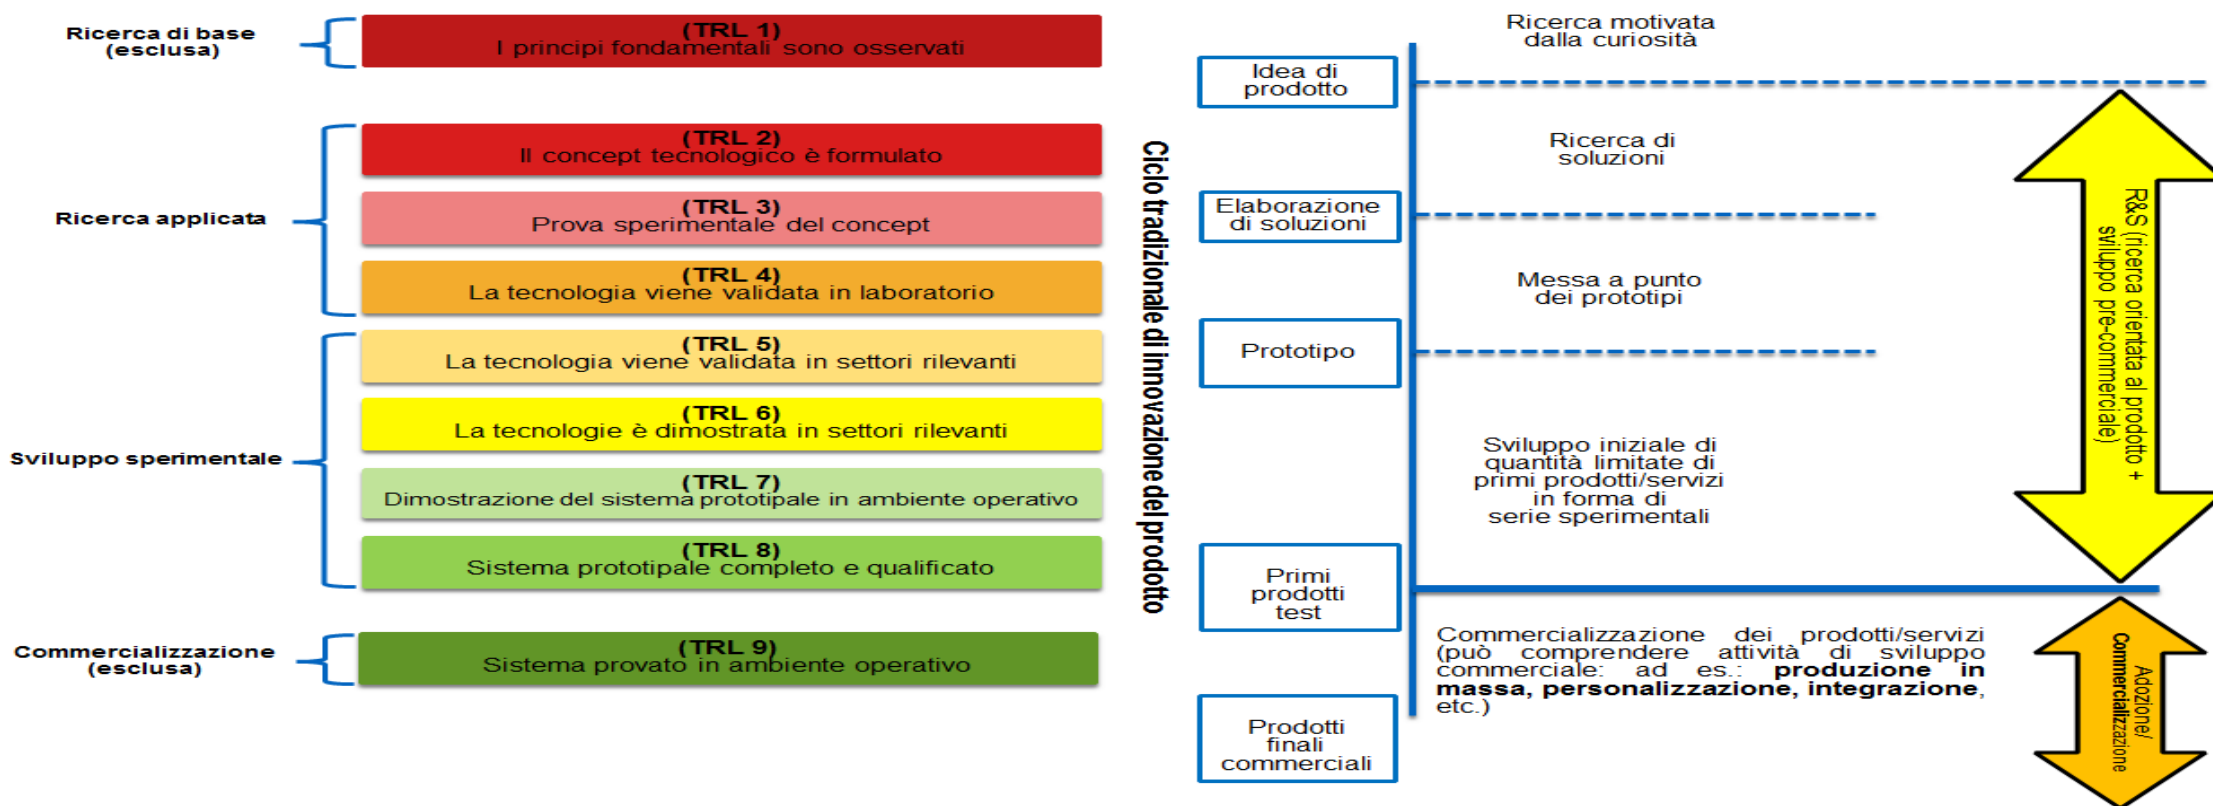 Ricerca di base
(esclusa)
(TRL 1)
I principi fondamentali sono osservati
Ricerca applicata
(TRL 2)
Il concept tecnologico è formulato
(TRL 3)
Prova sperimentale del concept
(TRL 4)
La tecnologia viene validata in laboratorio
Sviluppo sperimentale
(TRL 5)
La tecnologia viene validata in settori rilevanti
(TRL 6)
La tecnologie è dimostrata in settori rilevanti
(TRL 7)
Dimostrazione del sistema prototipale in ambiente operativo
(TRL 8)
Sistema prototipale completo e qualificato
Commercializzazione
(esclusa)
(TRL 9)
Sistema provato in ambiente operativo
Ciclo tradizionale di innovazione del prodotto
Idea di
prodotto
Elaborazione
di soluzioni
Prototipo
Primi
prodotti
test
Prodotti
finali
commerciali
Ricerca motivata
dalla curiosità
Ricerca di
soluzioni
Messa a punto
dei prototipi
Sviluppo iniziale di
quantità limitate di
primi prodotti/servizi
in forma di
serie sperimentali
Commercializzazione dei prodotti/servizi
(può comprendere attività di sviluppo
commerciale: ad es.: produzione in
massa, personalizzazione, integrazione,
etc.)
R&S (ricerca orientata al prodotto +
sviluppo pre-commerciale)
Adozione/
Commercializzazione